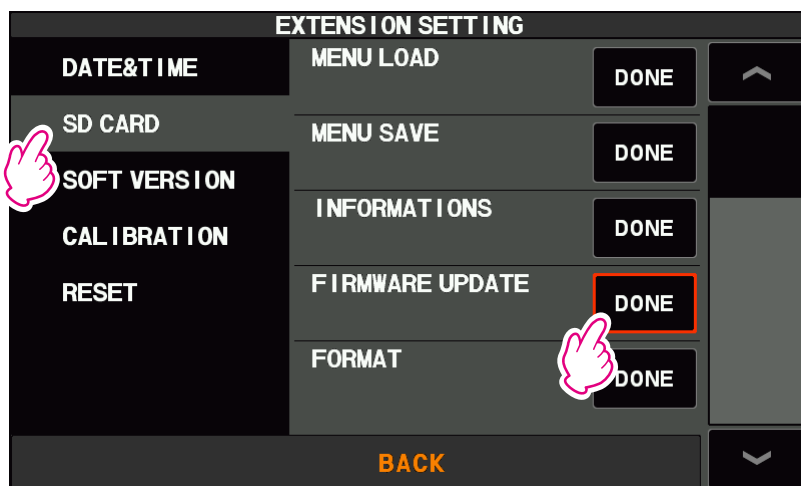 EXTENSION SETTING
DATE&TIME
SD CARD
SOFT VERSION
CALIBRATION
RESET
MENU LOAD
DONE
MENU SAVE
DONE
INFORMATIONS
DONE
FIRMWARE UPDATE
DONE
FORMAT
DONE
BACK